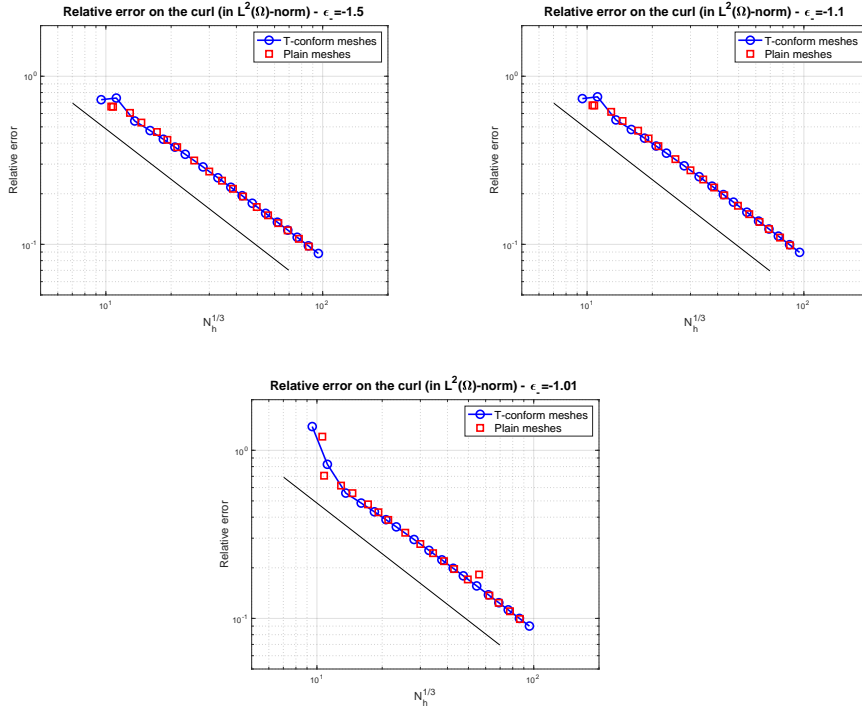 Relative error on the curl (in L^2(Ω)-norm) - ϵ_-=-1.5
T-conform meshes
Plain meshes
10^0
10^-1
Relative error
10^1
10^2
N_h^1/3
Relative error on the curl (in L^2(Ω)-norm) - ϵ_-=-1.1
T-conform meshes
Plain meshes
10^0
10^-1
Relative error
10^1
10^2
N_h^1/3
Relative error on the curl (in L^2(Ω)-norm) - ϵ_-=-1.01
T-conform meshes
Plain meshes
10^0
10^-1
Relative error
10^1
10^2
N_h^1/3